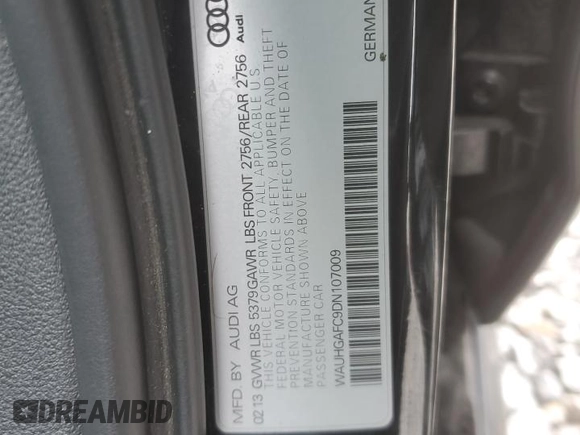 Audi
MFD. BY AUDI AG
02 13 GVWR LBS 5379 GAWR LBS FRONT 2756/REAR 2756
THIS VEHICLE CONFORMS TO ALL APPLICABLE U S
FEDERAL MOTOR VEHICLE SAFETY, BUMPER AND THEFT
PREVENTION STANDARDS IN EFFECT ON THE DATE OF
MANUFACTURE SHOWN ABOVE
PASSENGER CAR
WAUHGAFC9DN107009
GERMAN
DREAMBID